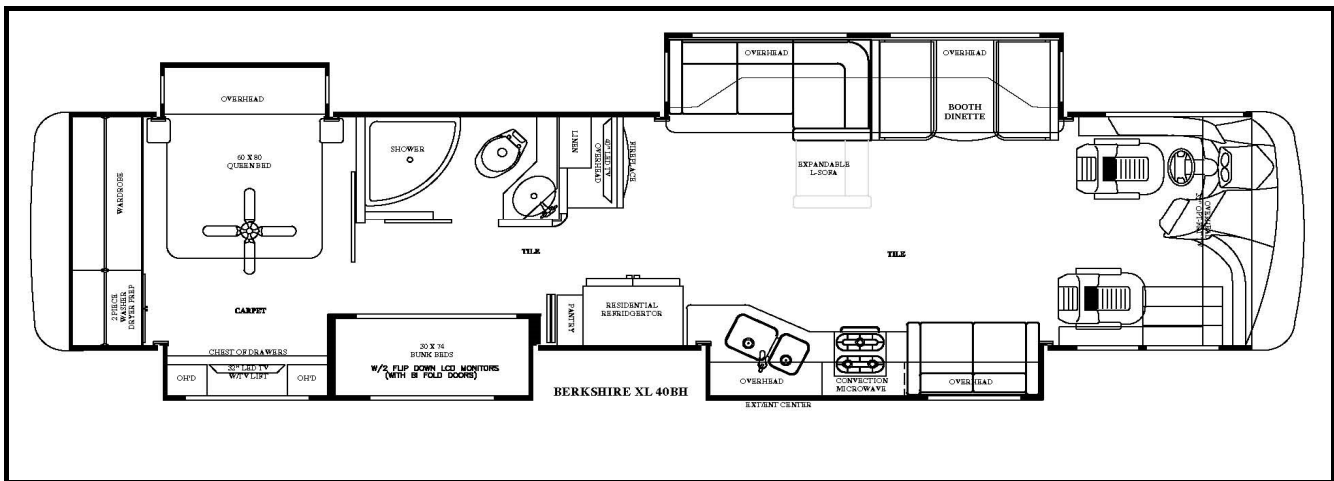 OVERHEAD
60 X 80
QUEEN BED
WARDROBE
2 PIECE
WASHER
DRYER PREP
CARPET
CHEST OF DRAWERS
OH'D
32" LED TV
W/TV LIFT
OH'D
SHOWER
LINEN
40" LED TV
OVERHEAD
FIREPLACE
TILE
30 X 74
BUNK BEDS
W/2 FLIP DOWN LCD MONITORS
(WITH BI FOLD DOORS)
PANTRY
RESIDENTIAL
REFRIDGERTOR
BERKSHIRE XL 40BH
OVERHEAD
OVERHEAD
BOOTH
DINETTE
EXPANDABLE
L-SOFA
TILE
OVERHEAD
EXT/ENT CENTER
CONVECTION
MICROWAVE
OVERHEAD
OVERHEAD